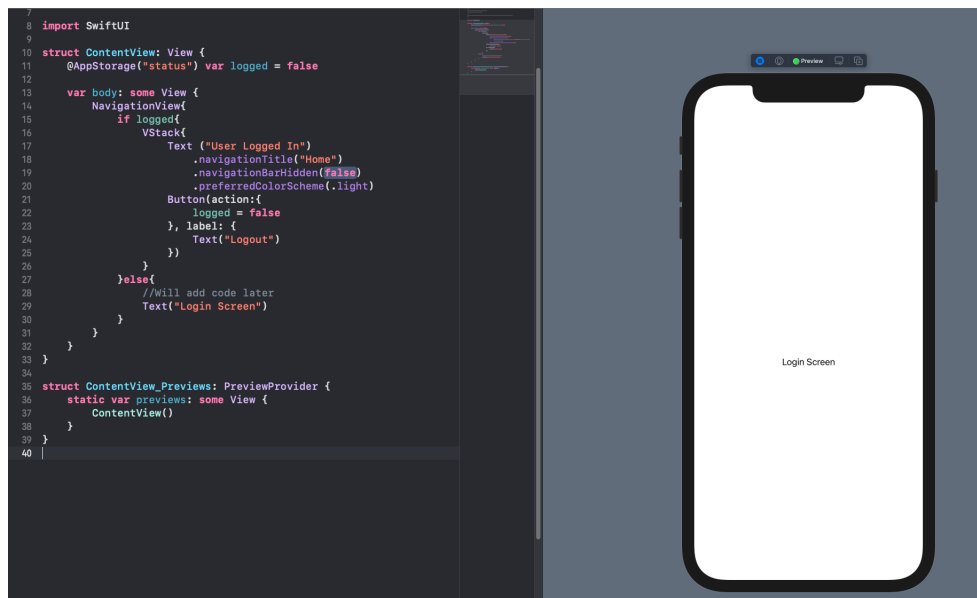 7
8 import SwiftUI
9
10 struct ContentView: View {
11     @AppStorage("status") var logged = false
12
13     var body: some View {
14         NavigationView{
15             if logged{
16                 VStack{
17                     Text ("User Logged In")
18                         .navigationTitle("Home")
19                         .navigationBarHidden(false)
20                         .preferredColorScheme(.light)
21                     Button(action:{
22                         logged = false
23                     }, label: {
24                         Text("Logout")
25                     })
26                 }
27             }else{
28                 //Will add code later
29                 Text("Login Screen")
30             }
31         }
32     }
33 }
34
35 struct ContentView_Previews: PreviewProvider {
36     static var previews: some View {
37         ContentView()
38     }
39 }
40
Preview
Login Screen